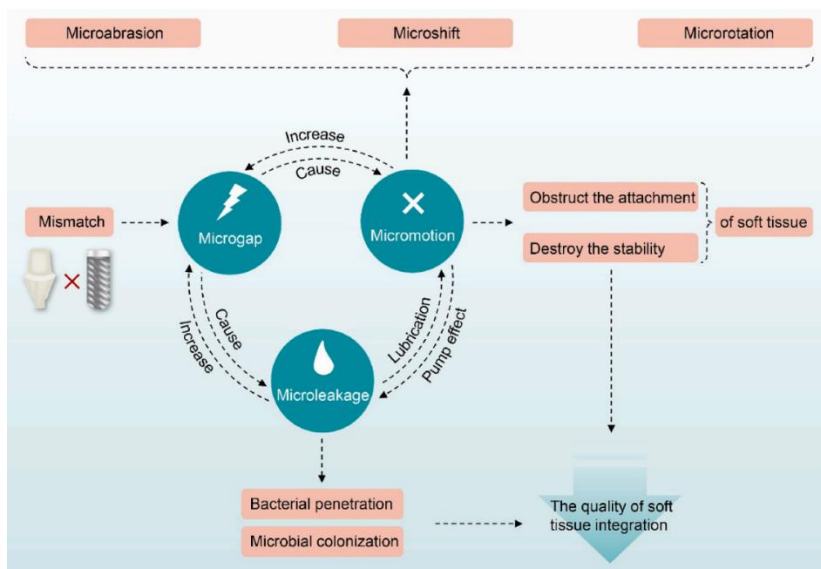 Microabrasion
Microshift
Microrotation
Increase
Cause
Mismatch
Microgap
Micromotion
Obstruct the attachment
Destroy the stability
of soft tissue
Cause
Increase
Lubrication
Pump effect
Microleakage
Bacterial penetration
Microbial colonization
The quality of soft
tissue integration